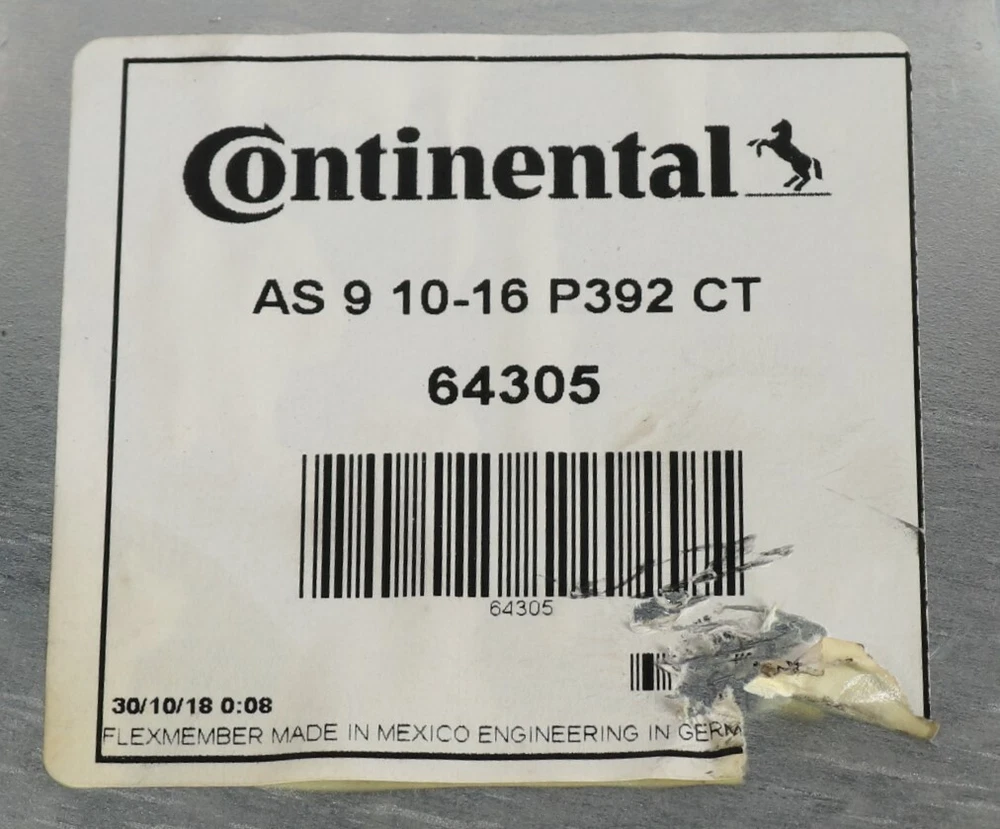 Continental
AS 9 10-16 P392 CT
64305
64305
30/10/18 0:08
FLEXMEMBER MADE IN MEXICO ENGINEERING IN GERM